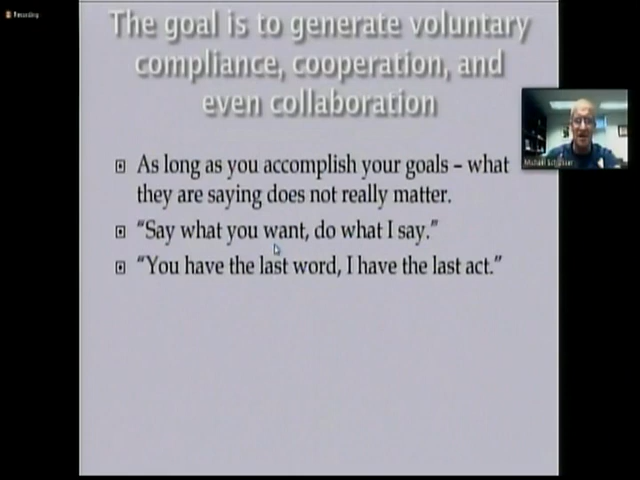 Recording
The goal is to generate voluntary
compliance, cooperation, and
even collaboration
As long as you accomplish your goals – what
they are saying does not really matter.
“Say what you want, do what I say.”
“You have the last word, I have the last act.”
Michael